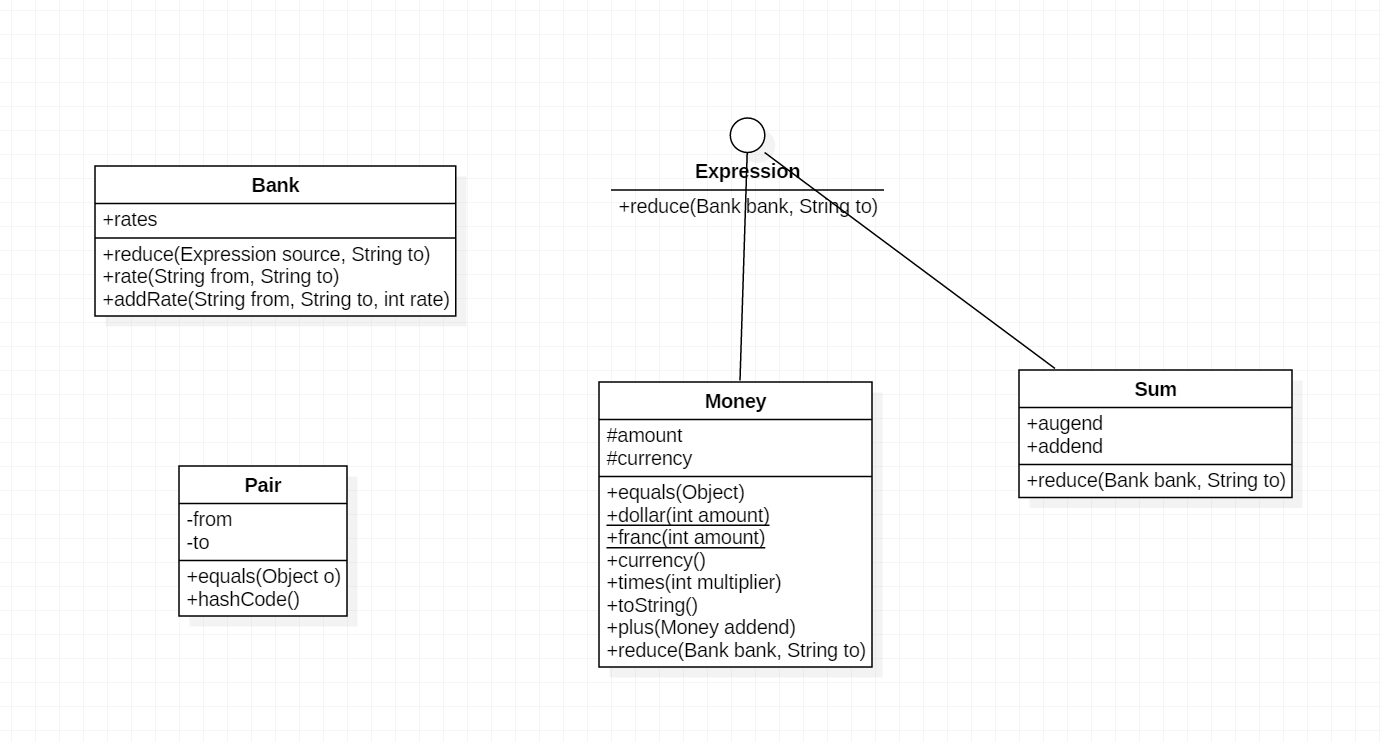 Bank
+rates
+reduce(Expression source, String to)
+rate(String from, String to)
+addRate(String from, String to, int rate)
Expression
+reduce(Bank bank, String to)
Pair
-from
-to
+equals(Object o)
+hashCode()
Money
#amount
#currency
+equals(Object)
+dollar(int amount)
+franc(int amount)
+currency()
+times(int multiplier)
+toString()
+plus(Money addend)
+reduce(Bank bank, String to)
Sum
+augend
+addend
+reduce(Bank bank, String to)